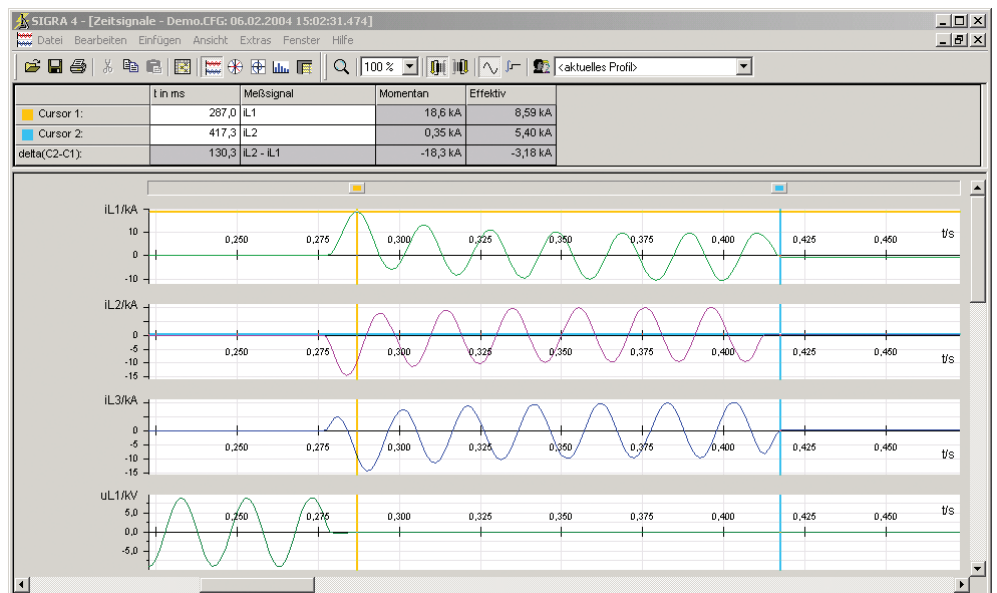 SIGRA 4 - [Zeitsignale - Demo.CFG: 06.02.2004 15:02:31.474]
Datei Bearbeiten Einfügen Ansicht Extras Fenster Hilfe
100 % <aktuelles Profil>
t in ms Meßsignal Momentan Effektiv
Cursor 1: 287,0 iL1 18,6 kA 8,59 kA
Cursor 2: 417,3 iL2 0,35 kA 5,40 kA
delta(C2-C1): 130,3 iL2 - iL1 -18,3 kA -3,18 kA
iL1/kA
10
0
-10
0,250 0,275 0,300 0,325 0,350 0,375 0,400 0,425 0,450 t/s
iL2/kA
0
-5
-10
-15
0,250 0,275 0,300 0,325 0,350 0,375 0,400 0,425 0,450 t/s
iL3/kA
0
-5
-10
-15
0,250 0,275 0,300 0,325 0,350 0,375 0,400 0,425 0,450 t/s
uL1/kV
5,0
0,0
-5,0
0,250 0,275 0,300 0,325 0,350 0,375 0,400 0,425 0,450 t/s